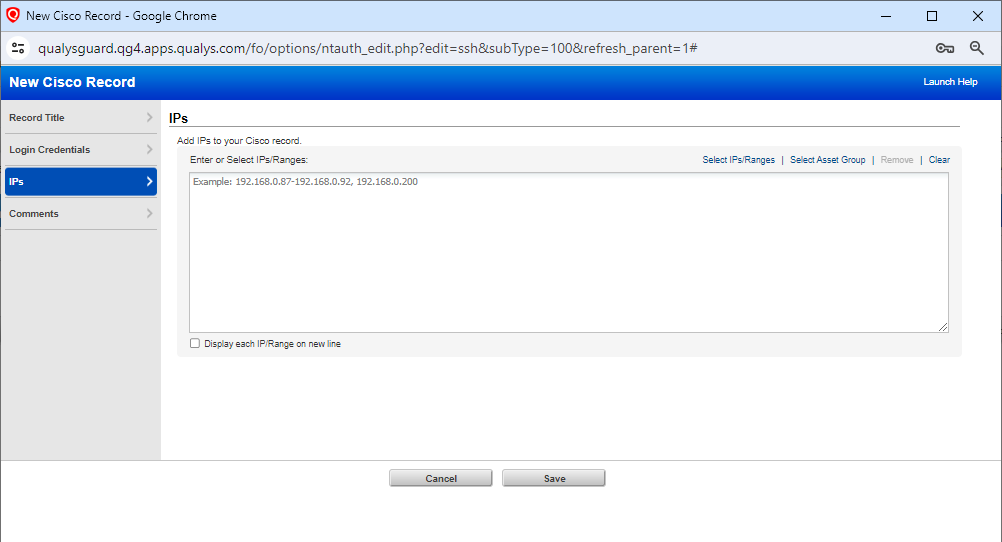 New Cisco Record - Google Chrome
qualysguard.qg4.apps.qualys.com/fo/options/ntauth_edit.php?edit=ssh&subType=100&refresh_parent=1#
New Cisco Record
Launch Help
Record Title
Login Credentials
IPs
Comments
IPs
Add IPs to your Cisco record.
Enter or Select IPs/Ranges:
Select IPs/Ranges | Select Asset Group | Remove | Clear
Example: 192.168.0.87-192.168.0.92, 192.168.0.200
Display each IP/Range on new line
Cancel
Save